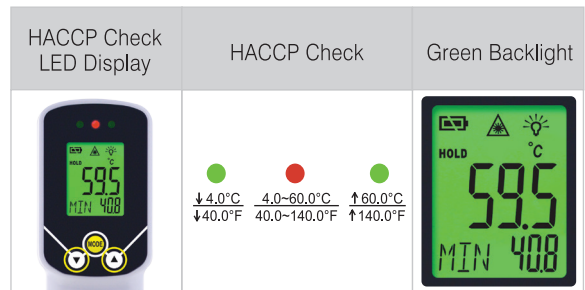 HACCP Check
LED Display
HACCP Check
Green Backlight
HOLD °C
59.5
MIN 40.8
MODE
↓4.0°C 4.0~60.0°C ↑60.0°C
↓40.0°F 40.0~140.0°F ↑140.0°F
HOLD °C
59.5
MIN 40.8